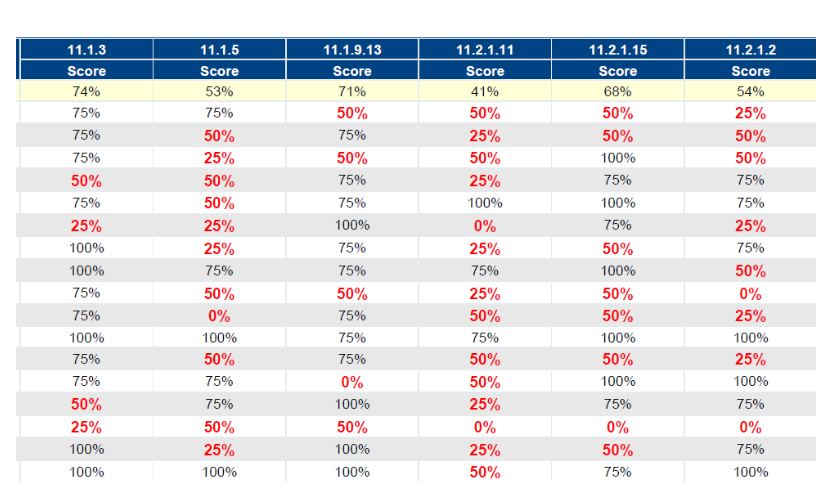 11.1.3 11.1.5 11.1.9.13 11.2.1.11 11.2.1.15 11.2.1.2
Score Score Score Score Score Score
74% 53% 71% 41% 68% 54%
75% 75% 50% 50% 50% 25%
75% 50% 75% 25% 50% 50%
75% 25% 50% 50% 100% 50%
50% 50% 75% 25% 75% 75%
75% 50% 75% 100% 100% 75%
25% 25% 100% 0% 75% 25%
100% 25% 75% 25% 50% 75%
100% 75% 75% 75% 100% 50%
75% 50% 50% 25% 50% 0%
75% 0% 75% 50% 50% 25%
100% 100% 75% 75% 100% 100%
75% 50% 75% 50% 50% 25%
75% 75% 0% 50% 100% 100%
50% 75% 100% 25% 75% 75%
25% 50% 50% 0% 0% 0%
100% 25% 100% 25% 50% 75%
100% 100% 100% 50% 75% 100%